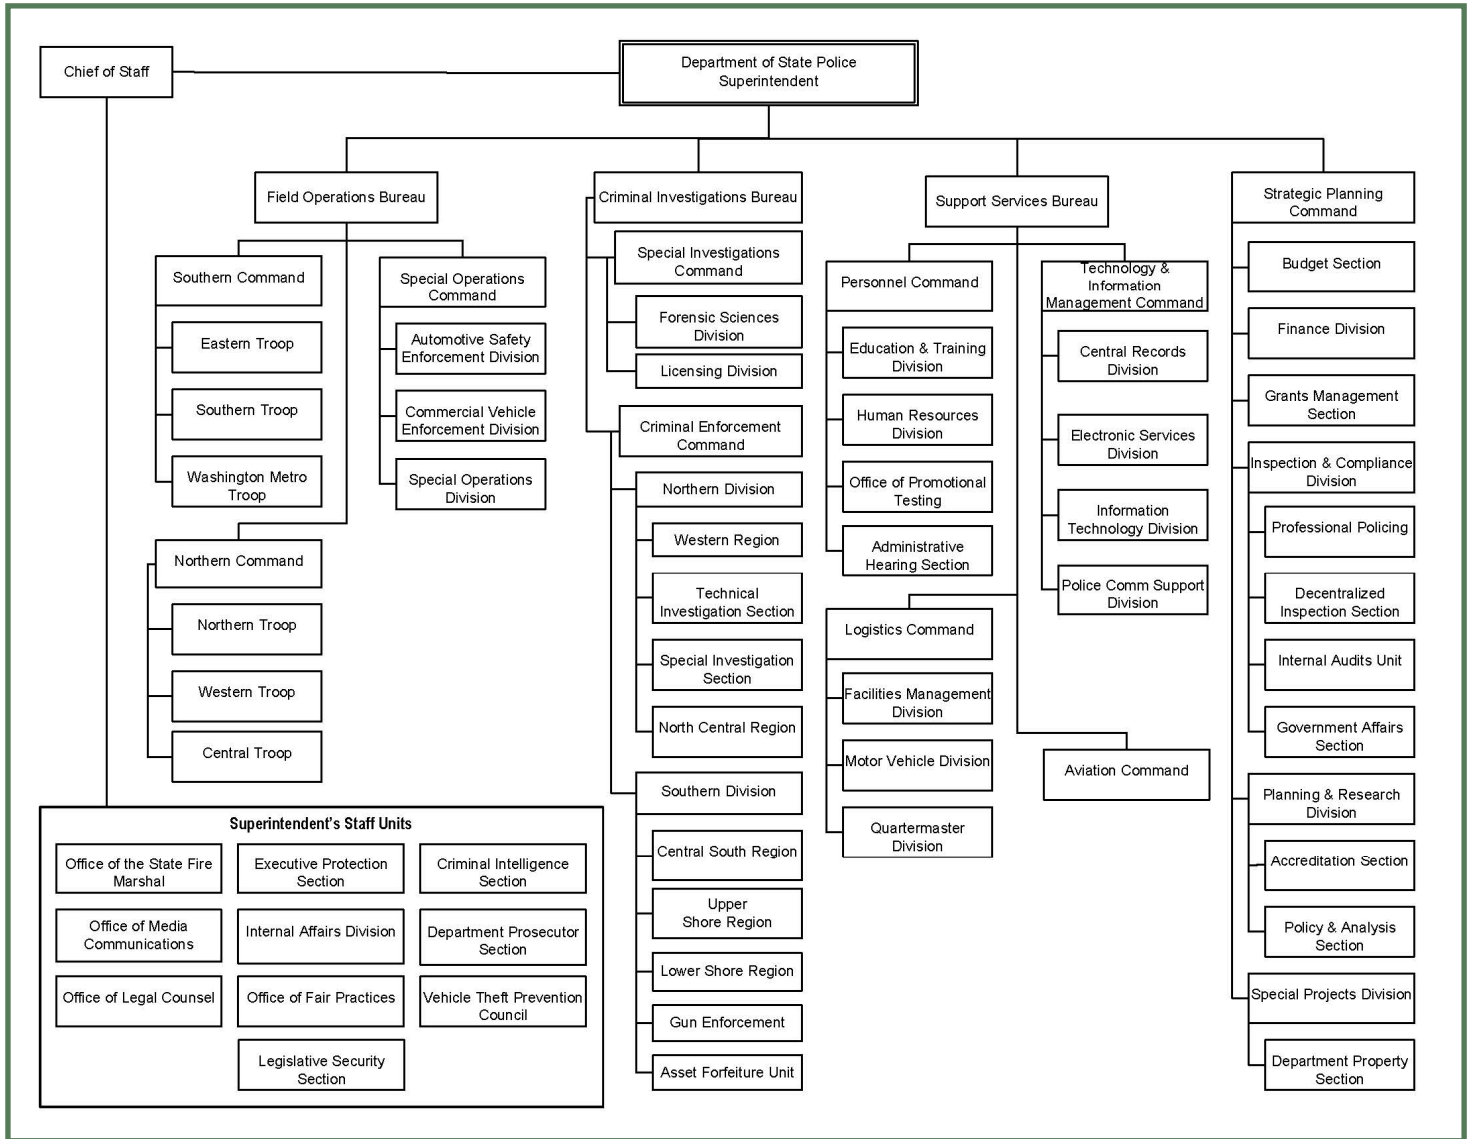 Chief of Staff
Department of State Police
Superintendent
Field Operations Bureau
Southern Command
Eastern Troop
Southern Troop
Washington Metro
Troop
Special Operations
Command
Automotive Safety
Enforcement Division
Commercial Vehicle
Enforcement Division
Special Operations
Division
Northern Command
Northern Troop
Western Troop
Central Troop
Criminal Investigations Bureau
Special Investigations
Command
Forensic Sciences
Division
Licensing Division
Criminal Enforcement
Command
Northern Division
Western Region
Technical
Investigation Section
Special Investigation
Section
North Central Region
Southern Division
Central South Region
Upper
Shore Region
Lower Shore Region
Gun Enforcement
Asset Forfeiture Unit
Support Services Bureau
Personnel Command
Education & Training
Division
Human Resources
Division
Office of Promotional
Testing
Administrative
Hearing Section
Technology &
Information
Management Command
Central Records
Division
Electronic Services
Division
Information
Technology Division
Police Comm Support
Division
Logistics Command
Facilities Management
Division
Motor Vehicle Division
Quartermaster
Division
Aviation Command
Strategic Planning
Command
Budget Section
Finance Division
Grants Management
Section
Inspection & Compliance
Division
Professional Policing
Decentralized
Inspection Section
Internal Audits Unit
Government Affairs
Section
Planning & Research
Division
Accreditation Section
Policy & Analysis
Section
Special Projects Division
Department Property
Section
Superintendent's Staff Units
Office of the State Fire
Marshal
Executive Protection
Section
Criminal Intelligence
Section
Office of Media
Communications
Internal Affairs Division
Department Prosecutor
Section
Office of Legal Counsel
Office of Fair Practices
Vehicle Theft Prevention
Council
Legislative Security
Section